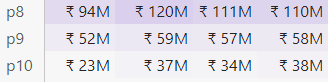 p8 ₹ 94M ₹ 120M ₹ 111M ₹ 110M
p9 ₹ 52M ₹ 59M ₹ 57M ₹ 58M
p10 ₹ 23M ₹ 37M ₹ 34M ₹ 38M